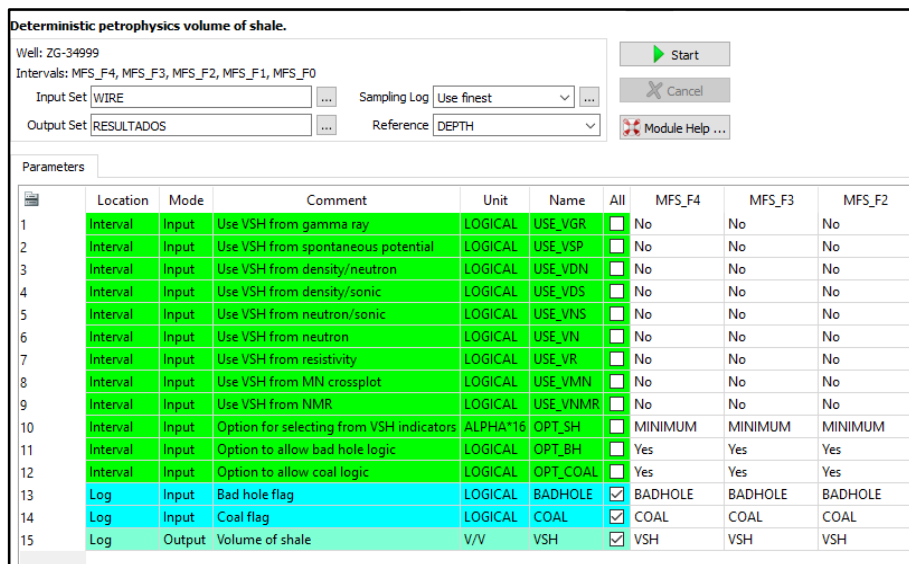 Deterministic petrophysics volume of shale.
Well: ZG-34999
Intervals: MFS_F4, MFS_F3, MFS_F2, MFS_F1, MFS_F0
Input Set WIRE ... Sampling Log Use finest ...
Output Set RESULTADOS ... Reference DEPTH
Start
Cancel
Module Help ...
Parameters
Location Mode Comment Unit Name All MFS_F4 MFS_F3 MFS_F2
1 Interval Input Use VSH from gamma ray LOGICAL USE_VGR No No No
2 Interval Input Use VSH from spontaneous potential LOGICAL USE_VSP No No No
3 Interval Input Use VSH from density/neutron LOGICAL USE_VDN No No No
4 Interval Input Use VSH from density/sonic LOGICAL USE_VDS No No No
5 Interval Input Use VSH from neutron/sonic LOGICAL USE_VNS No No No
6 Interval Input Use VSH from neutron LOGICAL USE_VN No No No
7 Interval Input Use VSH from resistivity LOGICAL USE_VR No No No
8 Interval Input Use VSH from MN crossplot LOGICAL USE_VMN No No No
9 Interval Input Use VSH from NMR LOGICAL USE_VNMR No No No
10 Interval Input Option for selecting from VSH indicators ALPHA*16 OPT_SH MINIMUM MINIMUM MINIMUM
11 Interval Input Option to allow bad hole logic LOGICAL OPT_BH Yes Yes Yes
12 Interval Input Option to allow coal logic LOGICAL OPT_COAL Yes Yes Yes
13 Log Input Bad hole flag LOGICAL BADHOLE BADHOLE BADHOLE BADHOLE
14 Log Input Coal flag LOGICAL COAL COAL COAL COAL
15 Log Output Volume of shale V/V VSH VSH VSH VSH